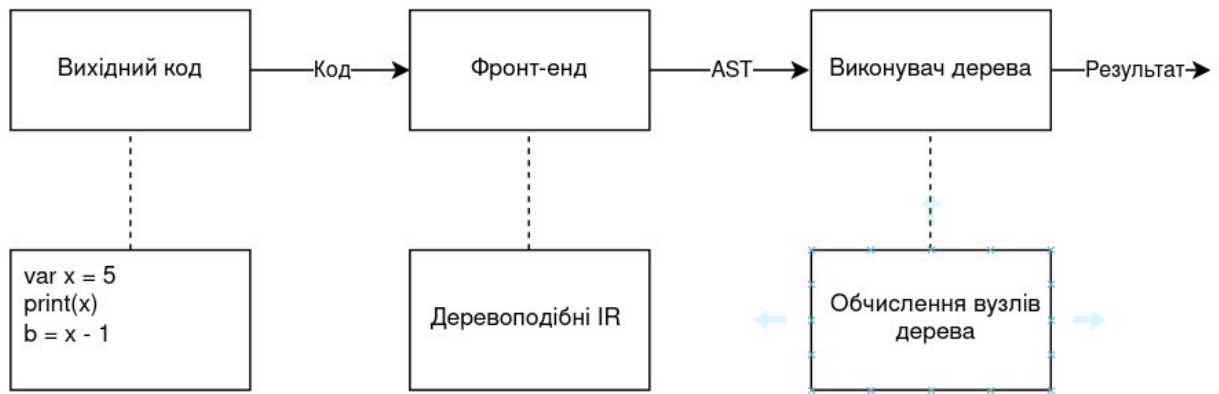 Вихідний код
Код
Фронт-енд
AST
Виконувач дерева
Результат
var x = 5
print(x)
b = x - 1
Деревоподібні IR
Обчислення вузлів
дерева